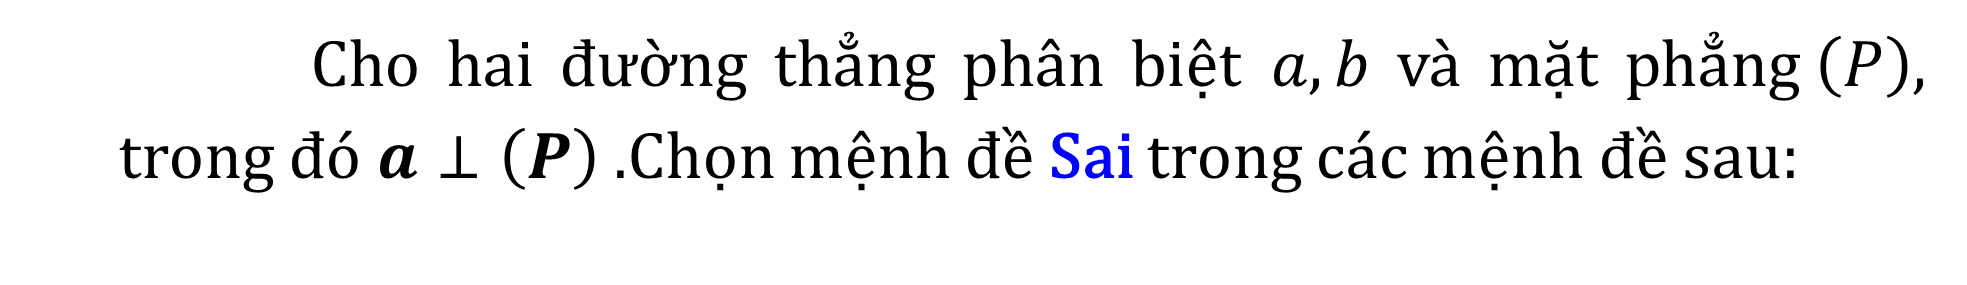 Cho hai đường thẳng phân biệt a, b và mặt phẳng (P),
trong đó a ⊥ (P) .Chọn mệnh đề Sai trong các mệnh đề sau: